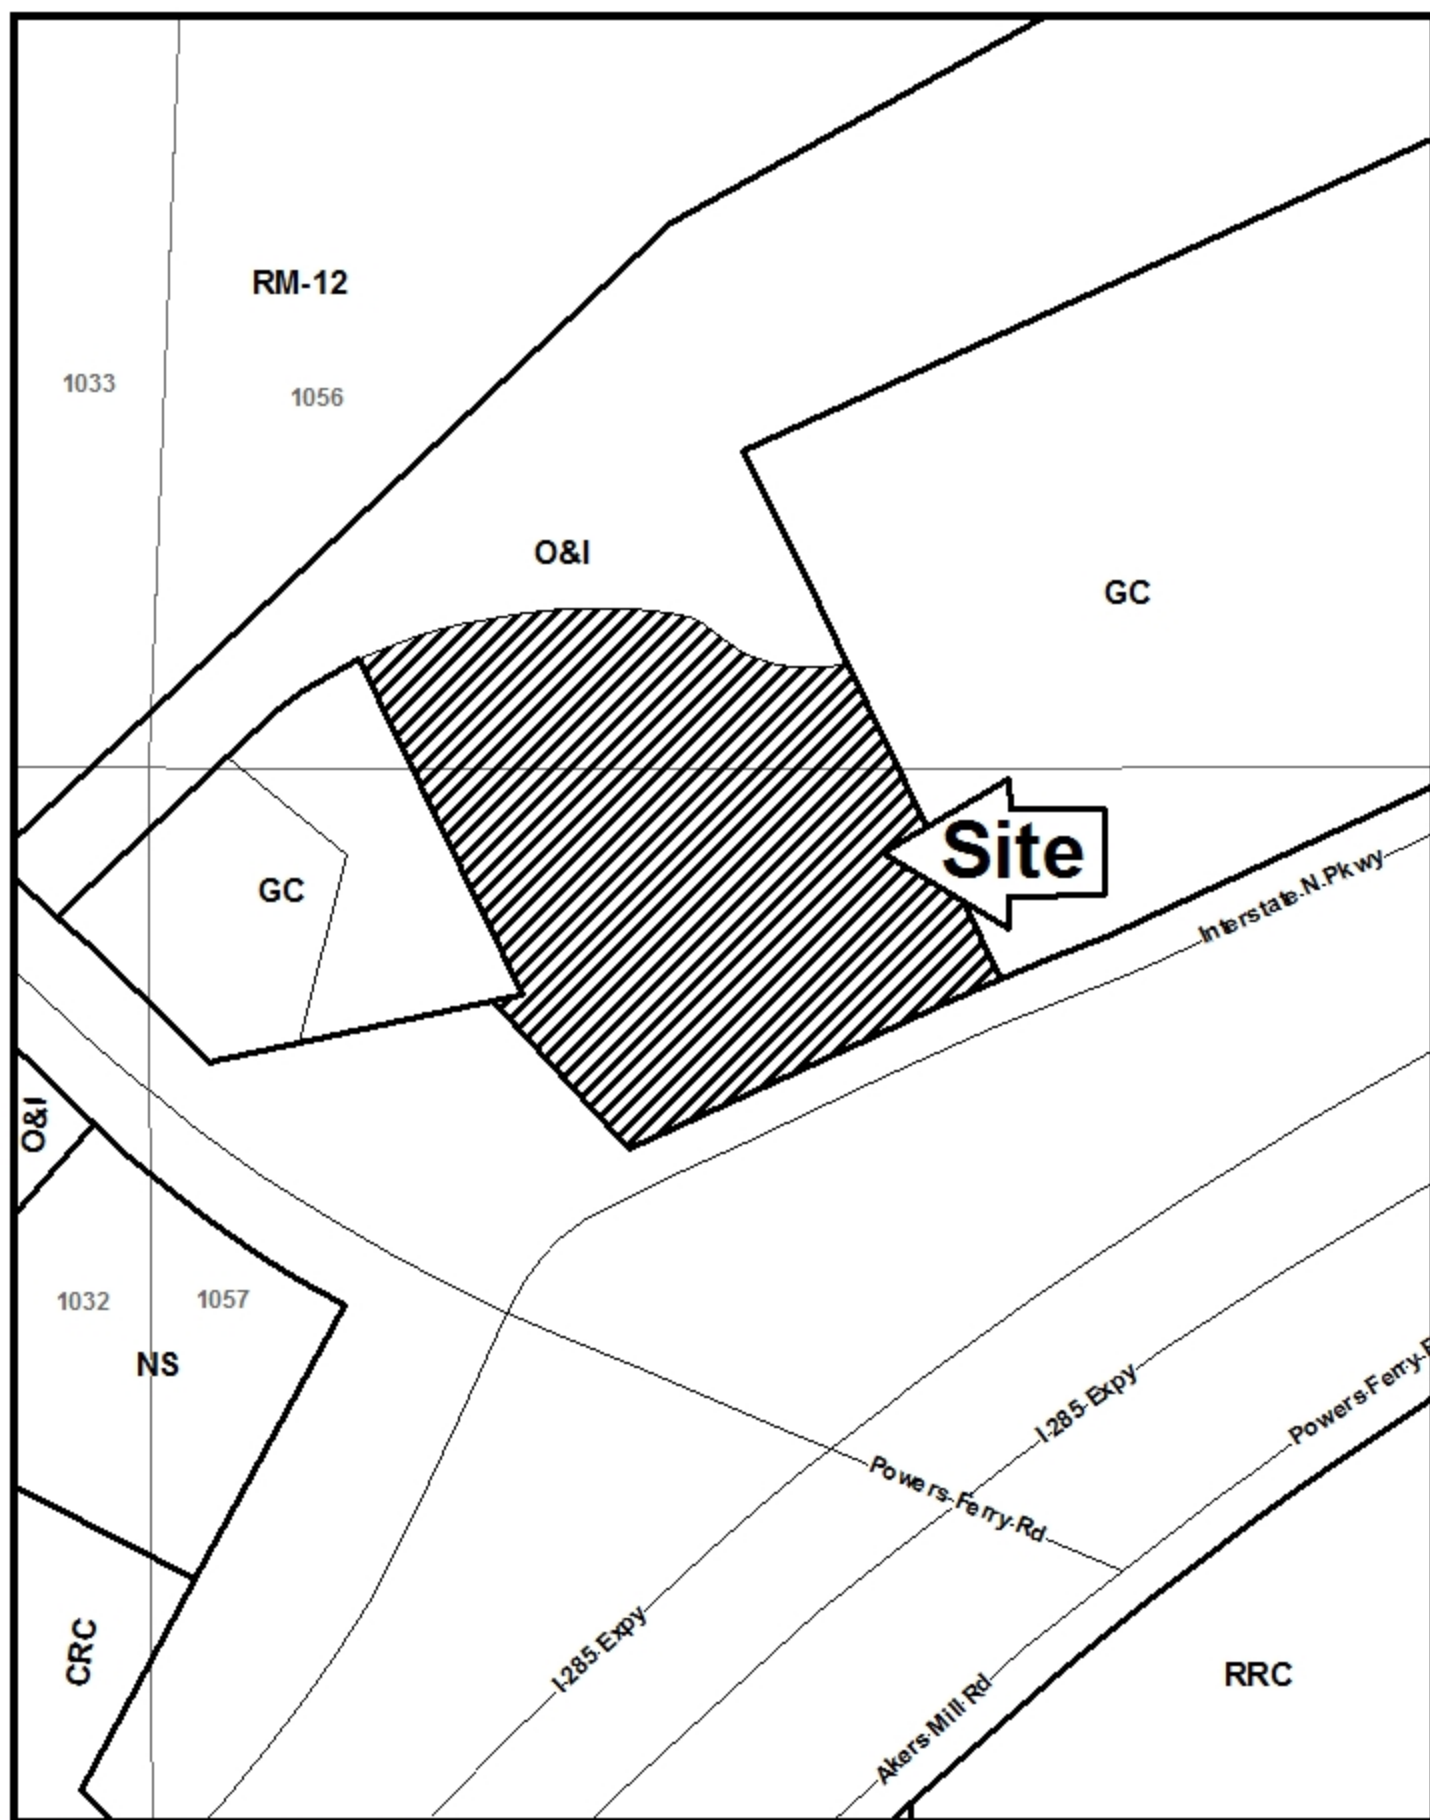 RM-12
1033
1056
O&I
GC
Site
GC
Interstate N Pkwy
O&I
1032
1057
NS
I-285 Expy
Powers Ferry
Powers Ferry Rd
CRC
I-285 Expy
Akers Mill Rd
RRC